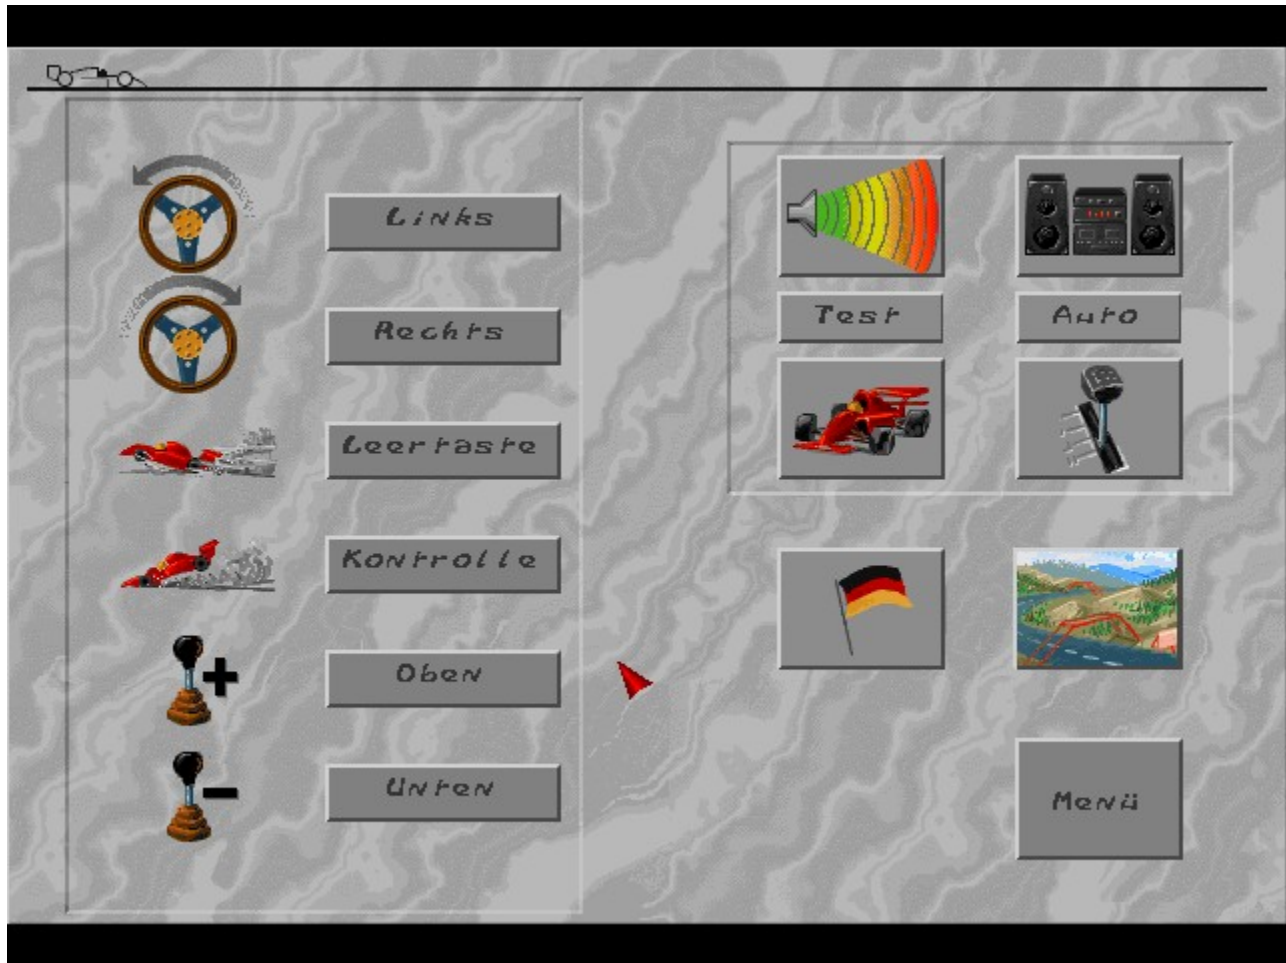 Links
Rechts
Leertaste
Kontrolle
Oben
Unten
Test
Auto
Menü